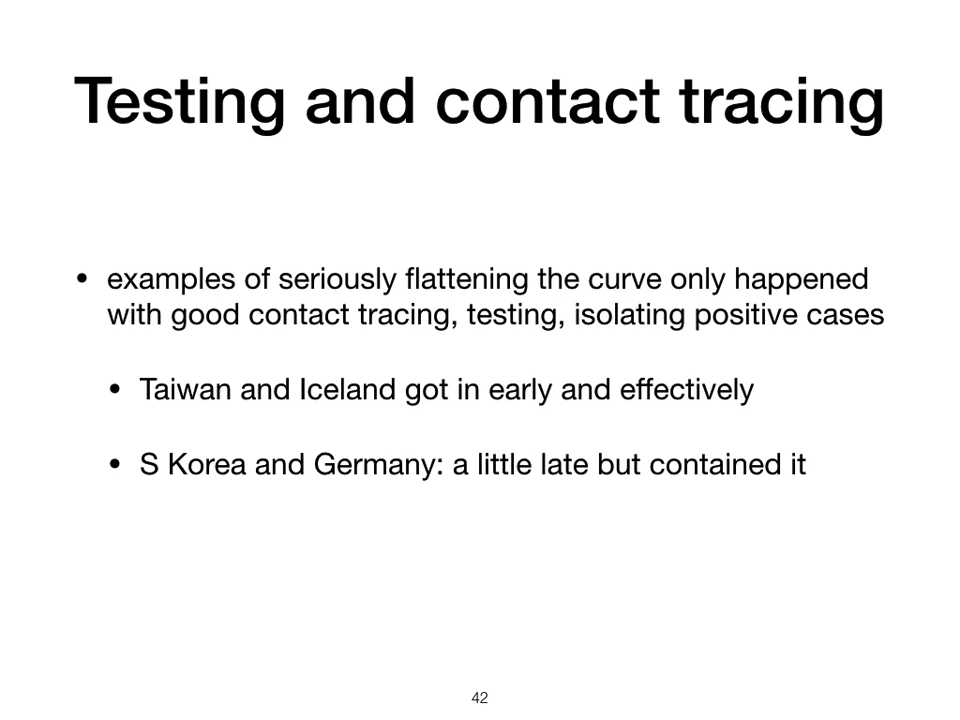 Testing and contact tracing
• examples of seriously flattening the curve only happened
with good contact tracing, testing, isolating positive cases
• Taiwan and Iceland got in early and effectively
• S Korea and Germany: a little late but contained it
42